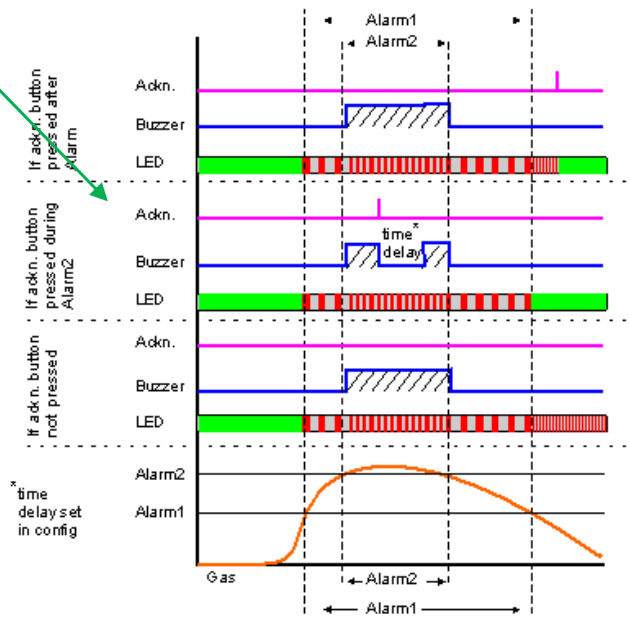 Alarm1
Alarm2
If ackn. button
pressed after
Alarm
Ackn.
Buzzer
LED
If ackn. button
pressed during
Alarm2
Ackn.
time*
delay
Buzzer
LED
If ackn. button
not pressed
Ackn.
Buzzer
LED
Alarm2
Alarm1
*time
delay set
in config
Gas
Alarm2
Alarm1